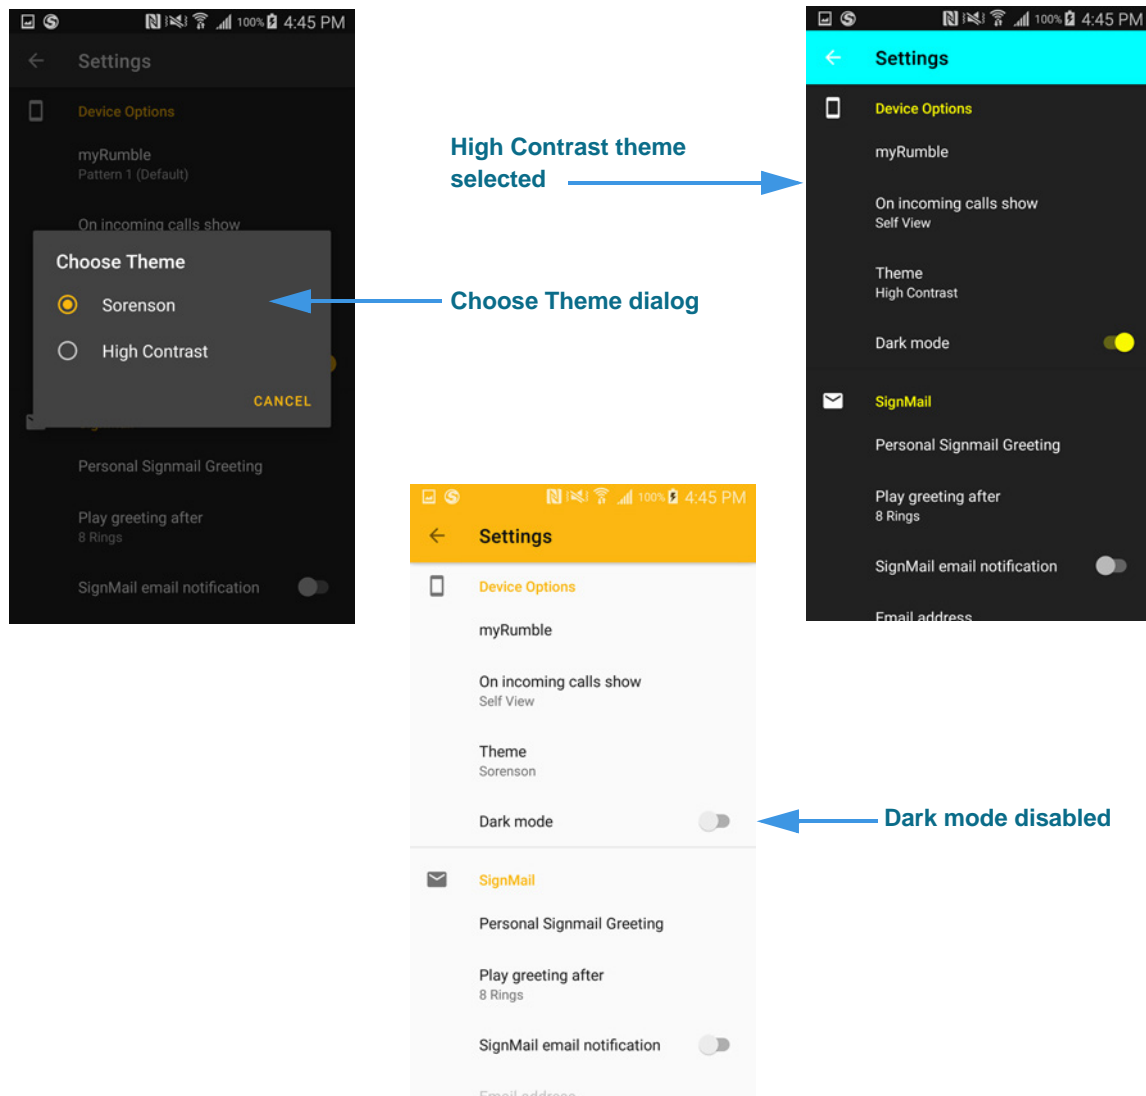 100% 4:45 PM
Settings
Device Options
myRumble
Pattern 1 (Default)
On incoming calls show
Choose Theme
Sorenson
High Contrast
CANCEL
Personal Signmail Greeting
Play greeting after
8 Rings
SignMail email notification
High Contrast theme
selected
Choose Theme dialog
100% 4:45 PM
Settings
Device Options
myRumble
On incoming calls show
Self View
Theme
High Contrast
Dark mode
SignMail
Personal Signmail Greeting
Play greeting after
8 Rings
SignMail email notification
Email address
100% 4:45 PM
Settings
Device Options
myRumble
On incoming calls show
Self View
Theme
Sorenson
Dark mode
SignMail
Personal Signmail Greeting
Play greeting after
8 Rings
SignMail email notification
Email address
Dark mode disabled